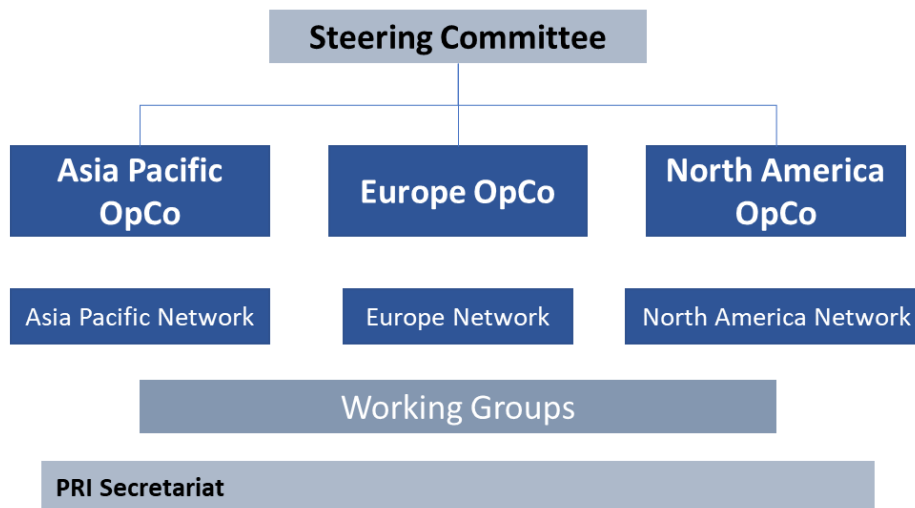 Steering Committee
Asia Pacific
OpCo
Europe OpCo
North America
OpCo
Asia Pacific Network
Europe Network
North America Network
Working Groups
PRI Secretariat